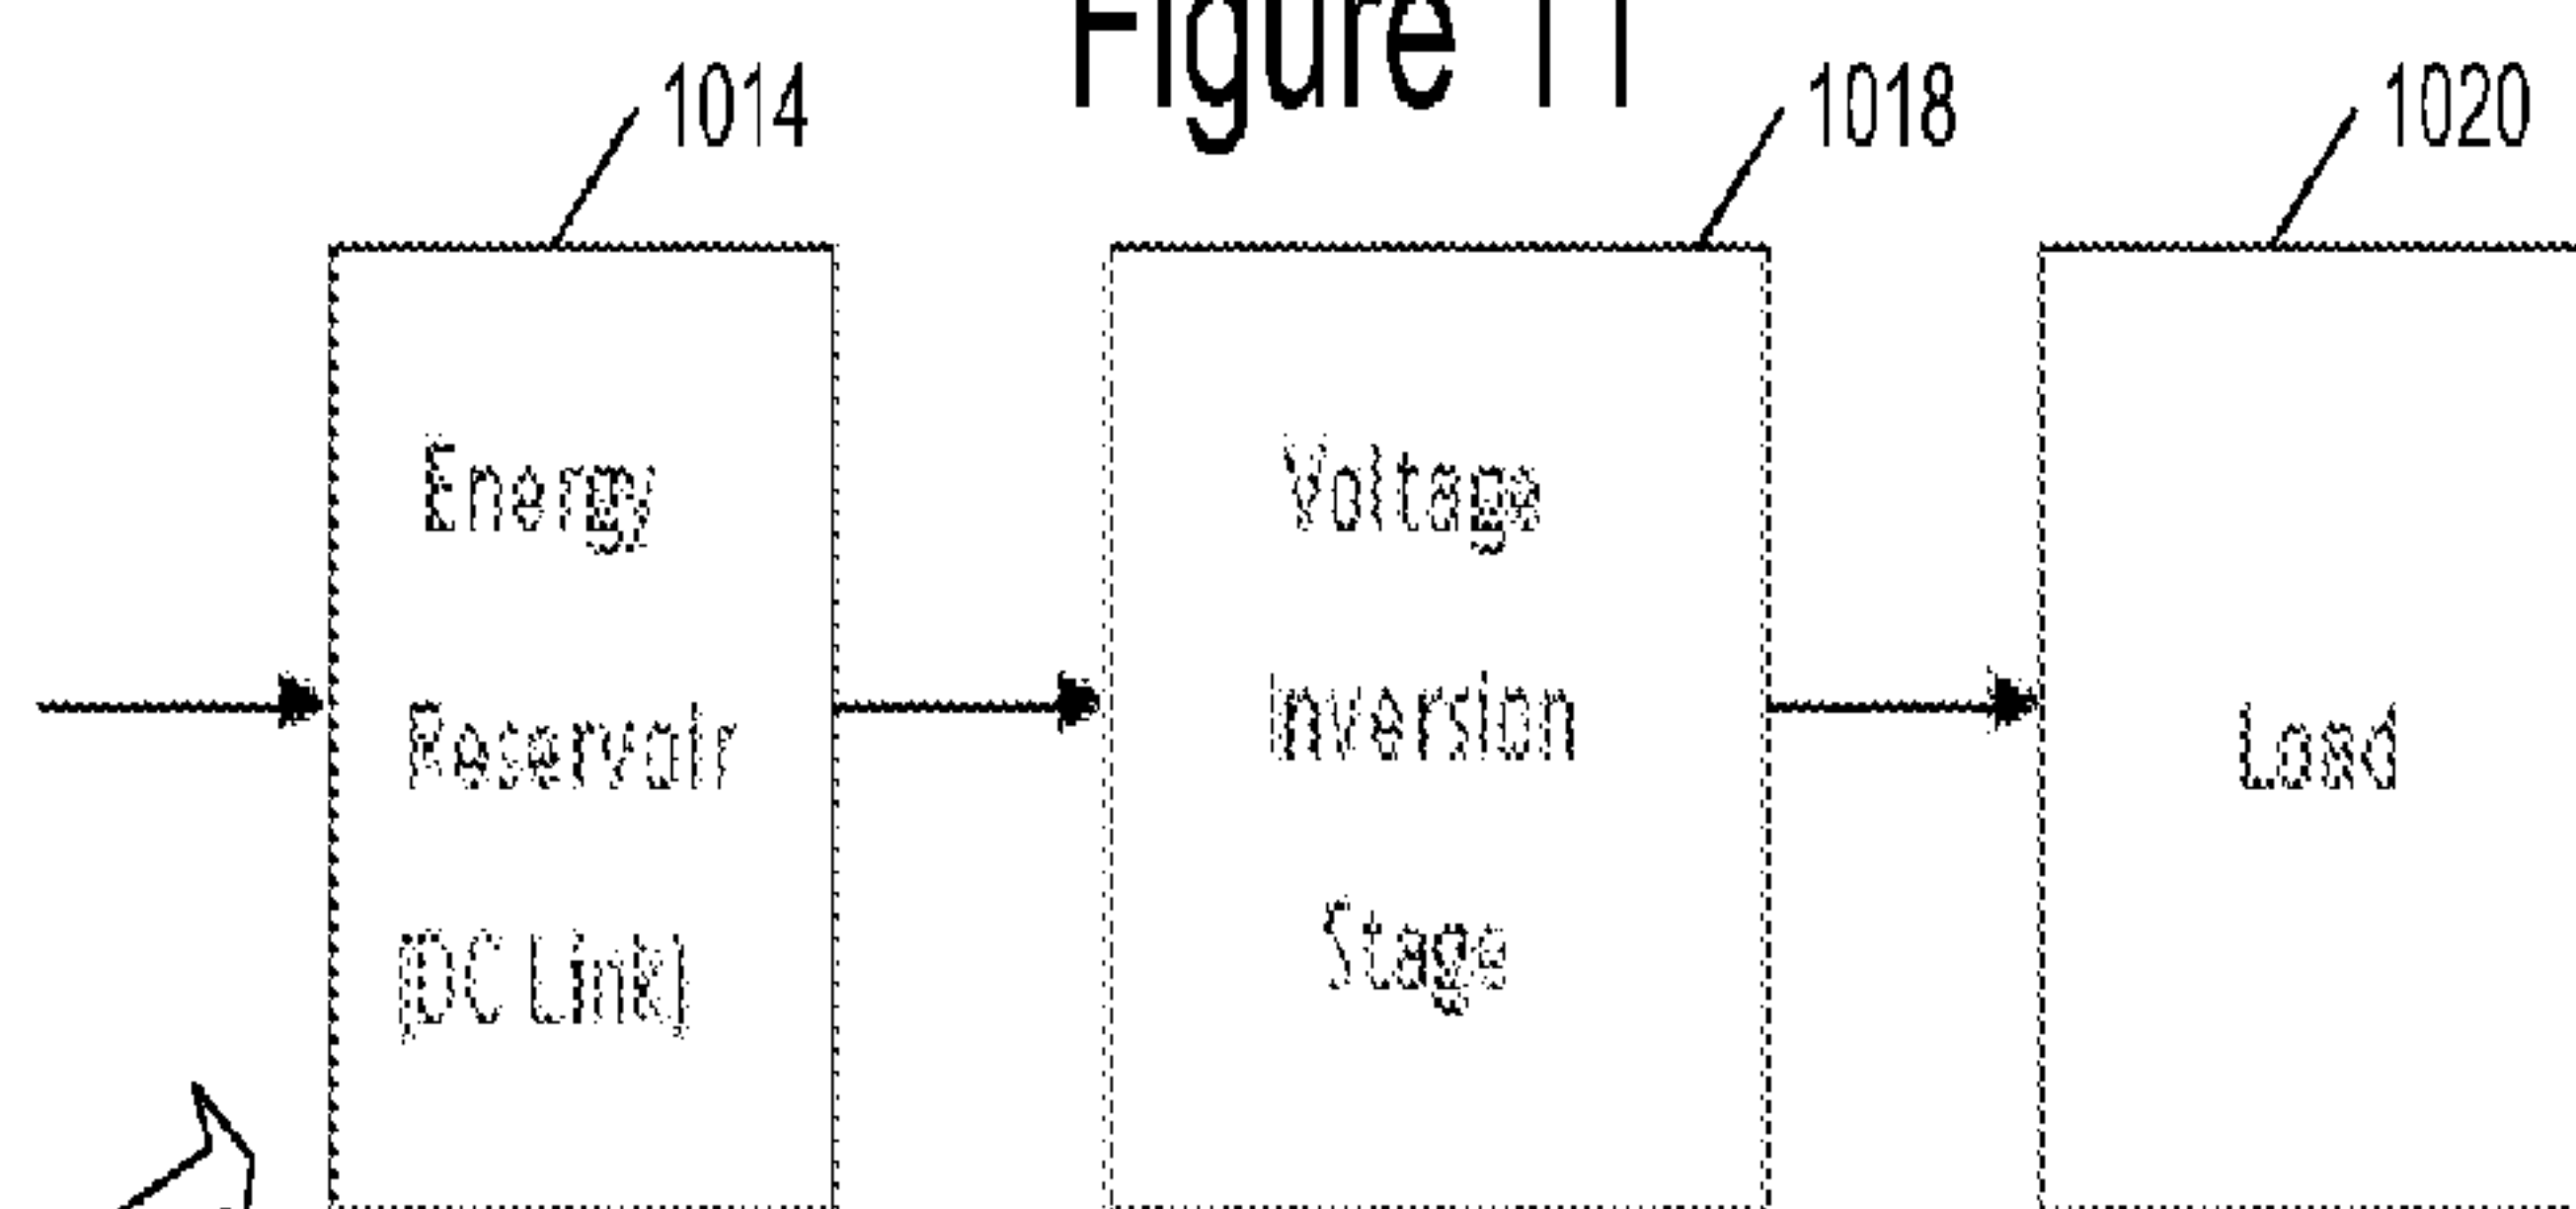 Figure 11
1014
1018
1020
Energy
Reservoir
(DC Link)
Voltage
Inversion
Stage
Load